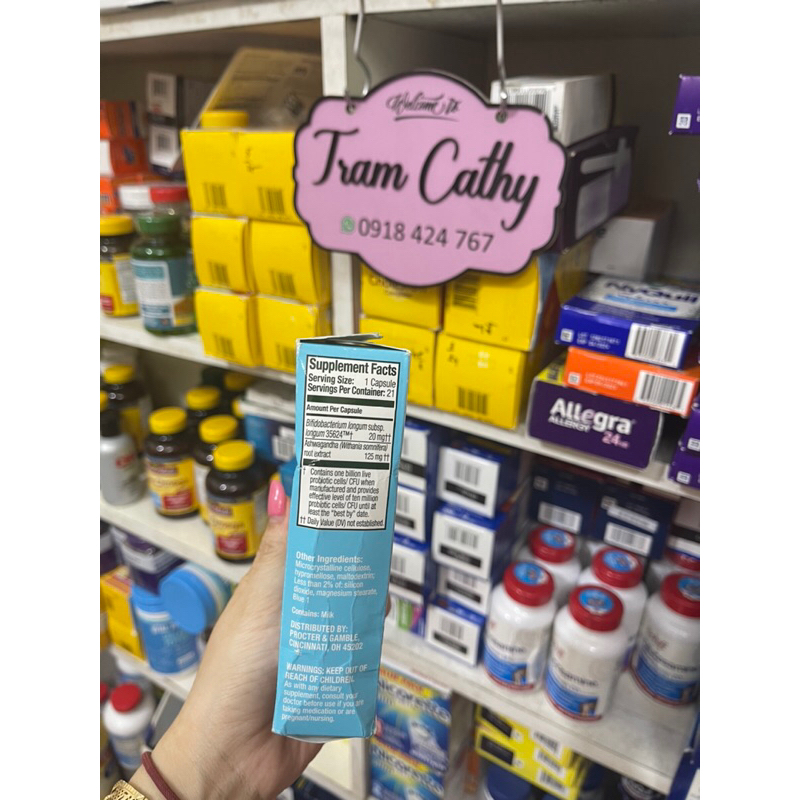 Welcome to
Tram Cathy
0918 424 767
NyQuil
Allegra
ALLERGY
24HR
Supplement Facts
Serving Size: 1 Capsule
Servings Per Container: 21
Amount Per Capsule
Bifidobacterium longum subsp.
longum 35624™† 20 mg††
Ashwagandha (Withania somnifera)
root extract 125 mg ††
† Contains one billion live
probiotic cells/ CFU when
manufactured and provides
effective level of ten million
probiotic cells/ CFU until at
least the "best by" date.
†† Daily Value (DV) not established.
Other Ingredients:
Microcrystalline cellulose,
hypromellose, maltodextrin;
Less than 2% of: silicon
dioxide, magnesium stearate,
Blue 1
Contains: Milk
DISTRIBUTED BY:
PROCTER & GAMBLE,
CINCINNATI, OH 45202
WARNINGS: KEEP OUT OF
REACH OF CHILDREN.
As with any dietary
supplement, consult your
doctor before use if you are
taking medication or are
pregnant/nursing.